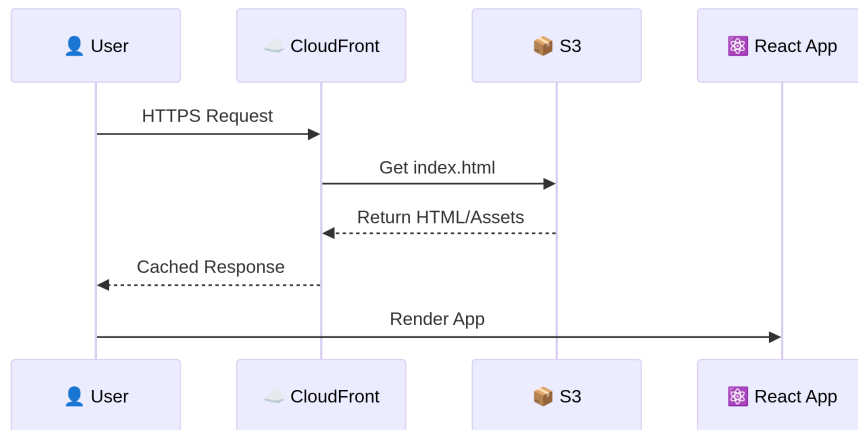 👤 User
☁️ CloudFront
📦 S3
⚛️ React App
HTTPS Request
Get index.html
Return HTML/Assets
Cached Response
Render App
👤 User
☁️ CloudFront
📦 S3
⚛️ React App